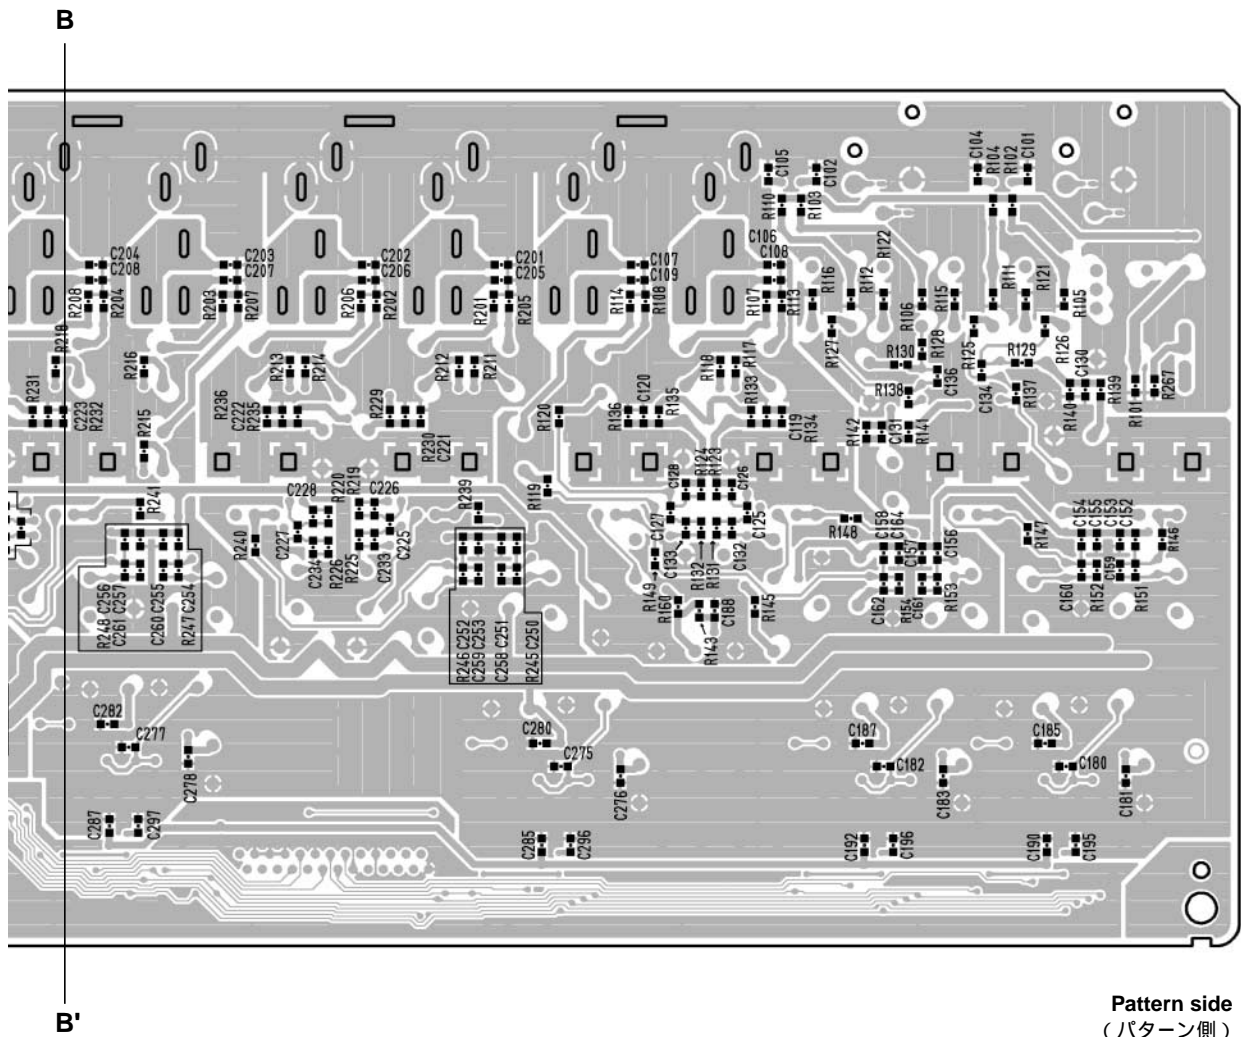 B
C105
C102
C104
R104
R102
C101
R110
R103
C204
C208
C203
C207
C202
C206
C201
C205
C107
C109
C106
C108
R122
R208
R204
R203
R207
R206
R202
R201
R205
R114
R108
R107
R113
R116
R112
R106
R115
R111
R121
R105
R218
R216
R213
R214
R212
R211
R118
R117
R127
R130
R128
R125
R129
R126
R231
C223
R232
R215
R236
C222
R235
R229
R230
C221
R120
R136
C120
R135
R133
C119
R134
R138
C136
C134
R137
C130
R140
R139
R101
R267
R142
C131
R141
C128
R124
R123
C126
R241
C228
R220
R219
C226
R239
R119
C127
C125
R240
C227
C234
R226
R225
C233
C225
C133
R132
R131
C132
R148
C158
C164
C157
C156
R147
C154
C155
C153
C152
R146
R149
R160
R143
C188
R145
C162
R154
C161
R153
C160
R152
C159
R151
R248 C256
C261 C257
C260 C255
R247 C254
R246 C252
C259 C253
C258 C251
R245 C250
C282
C277
C278
C280
C275
C276
C187
C182
C183
C185
C180
C181
C287
C297
C285
C296
C192
C196
C190
C195
B'
Pattern side
(パターン側)